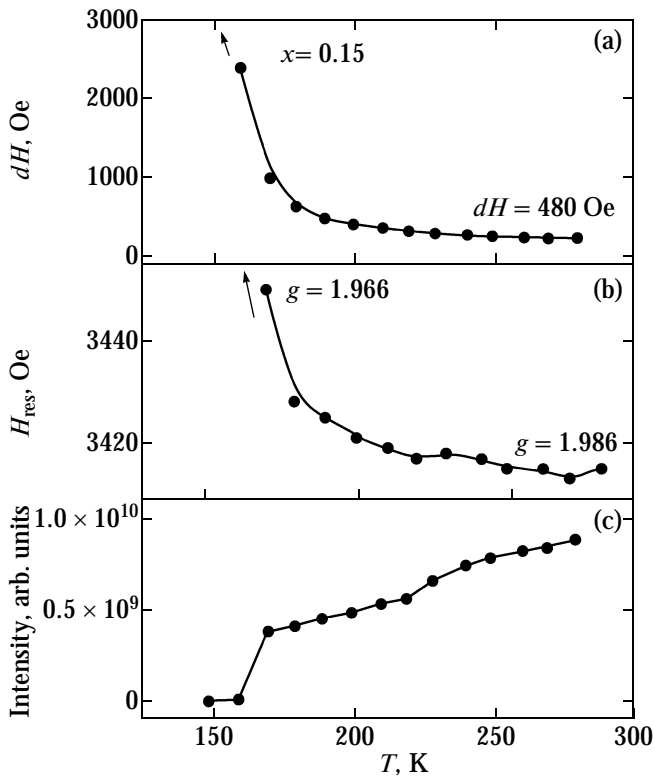 3000
(a)
x = 0.15
2000
dH, Oe
1000
dH = 480 Oe
0
(b)
g = 1.966
3440
H_res, Oe
3420
g = 1.986
1.0 × 10^10
(c)
Intensity, arb. units
0.5 × 10^9
0
150 200 250 300
T, K